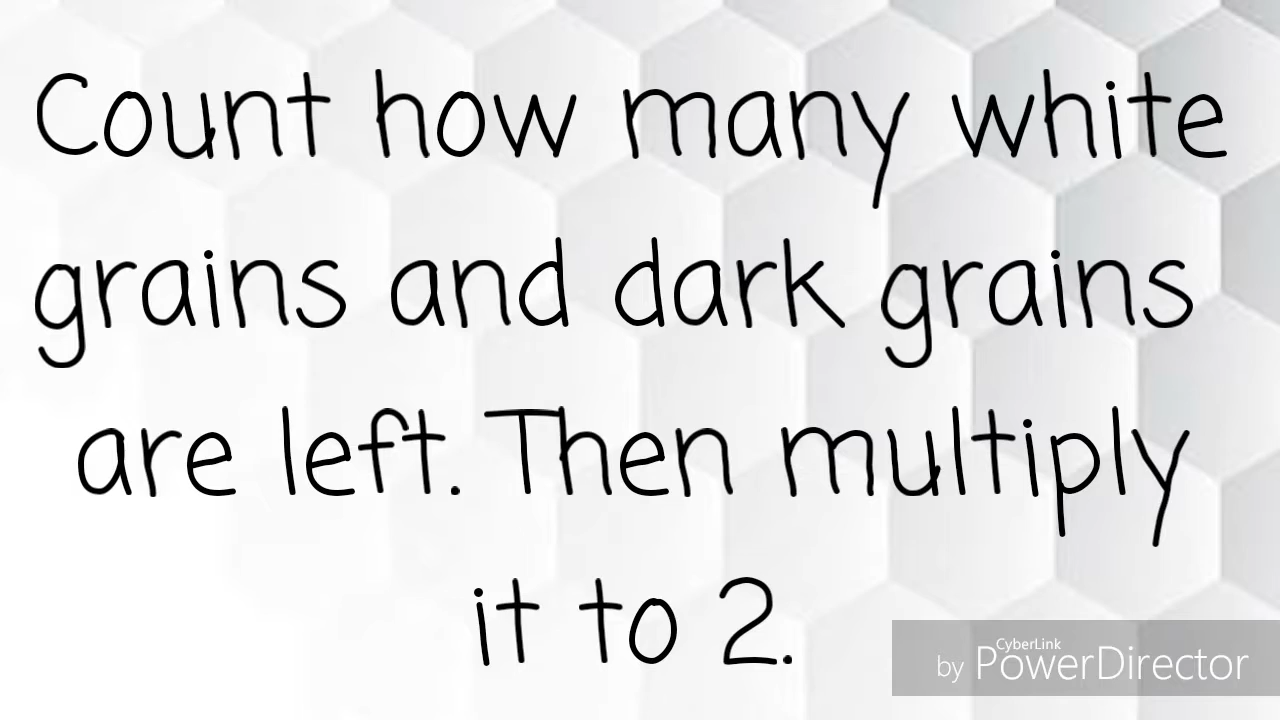 Count how many white
grains and dark grains
are left. Then multiply
it to 2.
CyberLink
by PowerDirector